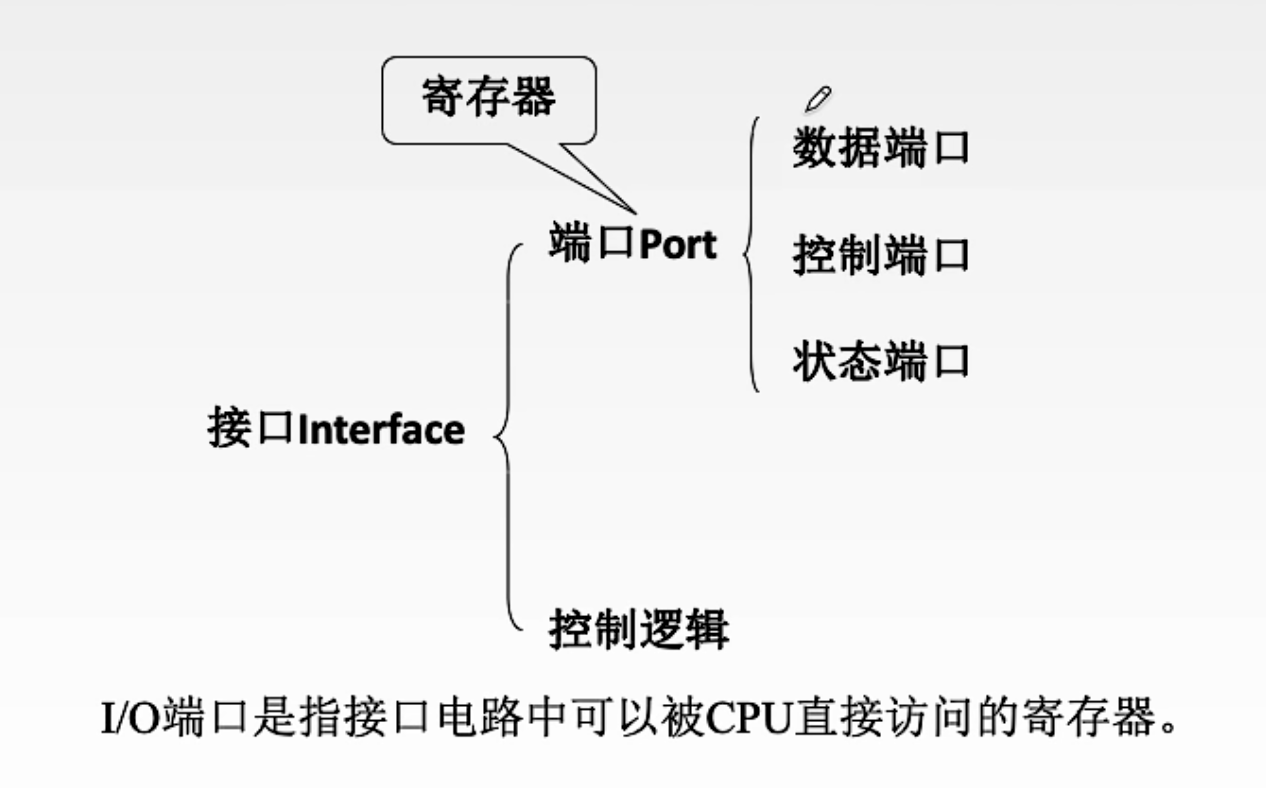 寄存器
数据端口
端口Port
控制端口
状态端口
接口Interface
控制逻辑
I/O端口是指接口电路中可以被CPU直接访问的寄存器。